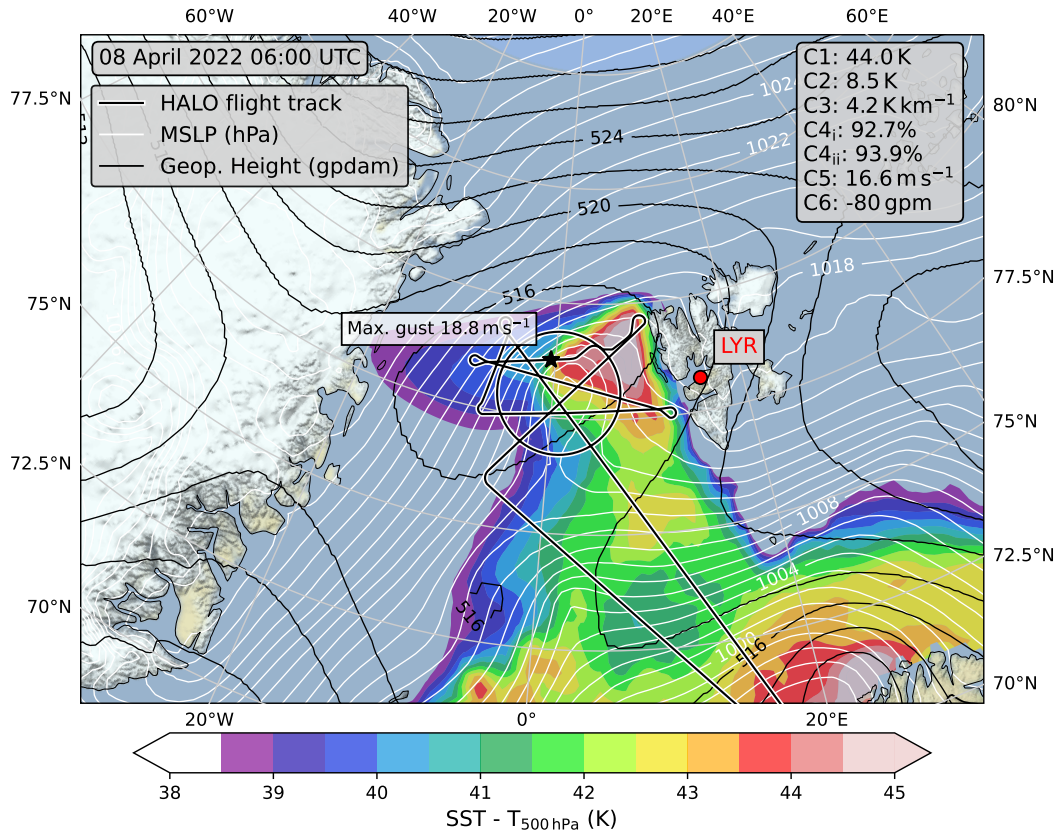 60°W 40°W 20°W 0° 20°E 40°E 60°E
08 April 2022 06:00 UTC
HALO flight track
MSLP (hPa)
Geop. Height (gpdam)
C1: 44.0 K
C2: 8.5 K
C3: 4.2 K km⁻¹
C4ᵢ: 92.7%
C4ᵢᵢ: 93.9%
C5: 16.6 m s⁻¹
C6: -80 gpm
77.5°N
80°N
1024
524
1022
520
1018
77.5°N
75°N
516
Max. gust 18.8 m s⁻¹
LYR
75°N
72.5°N
1008
72.5°N
1004
70°N
516
1000
516
70°N
20°W 0° 20°E
38 39 40 41 42 43 44 45
SST - T₅₀₀ ₕₚₐ (K)